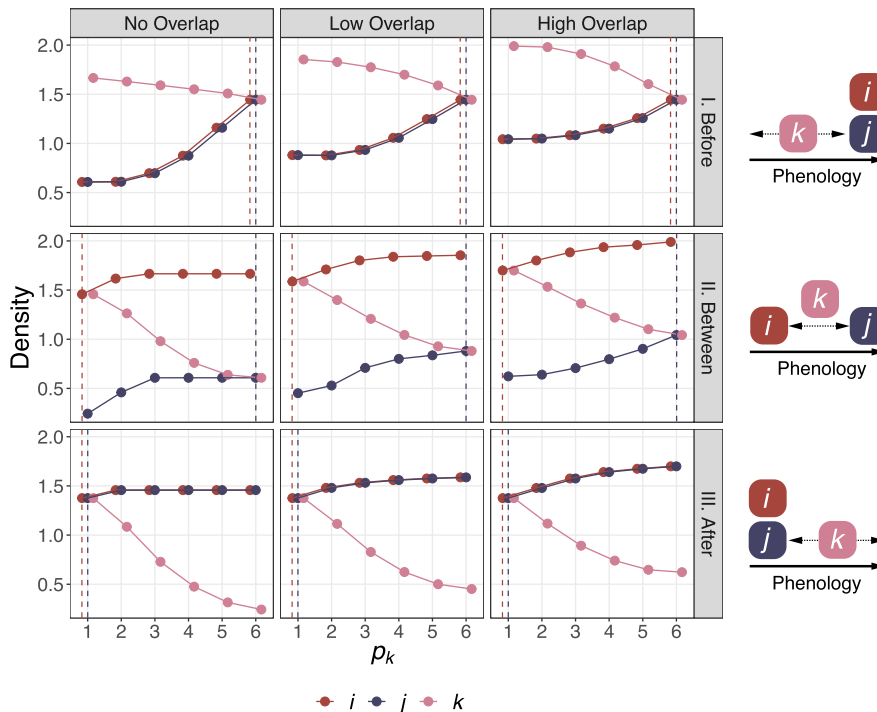 No Overlap Low Overlap High Overlap
2.0
1.5
1.0
0.5
I. Before
i
k j
Phenology
2.0
1.5
1.0
0.5
Density
II. Between
k
i j
Phenology
2.0
1.5
1.0
0.5
III. After
i
j k
Phenology
1 2 3 4 5 6 1 2 3 4 5 6 1 2 3 4 5 6
pk
i j k